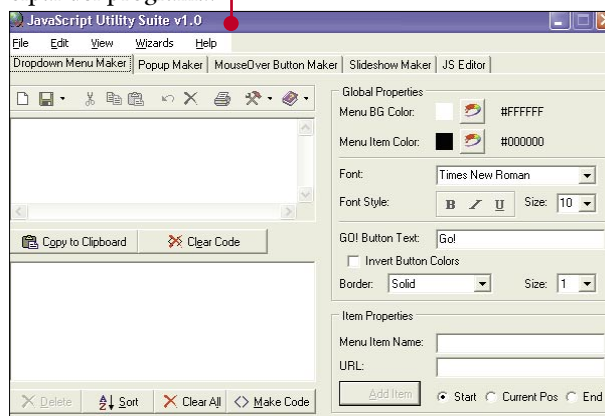 JavaScript Utility Suite v1.0
File Edit View Wizards Help
Dropdown Menu Maker Popup Maker MouseOver Button Maker Slideshow Maker JS Editor
Global Properties
Menu BG Color: #FFFFFF
Menu Item Color: #000000
Font: Times New Roman
Font Style: B I U Size: 10
Copy to Clipboard Clear Code
GO! Button Text: Go!
Invert Button Colors
Border: Solid Size: 1
Item Properties
Menu Item Name:
URL:
Add Item Start Current Pos End
Delete Sort Clear All Make Code